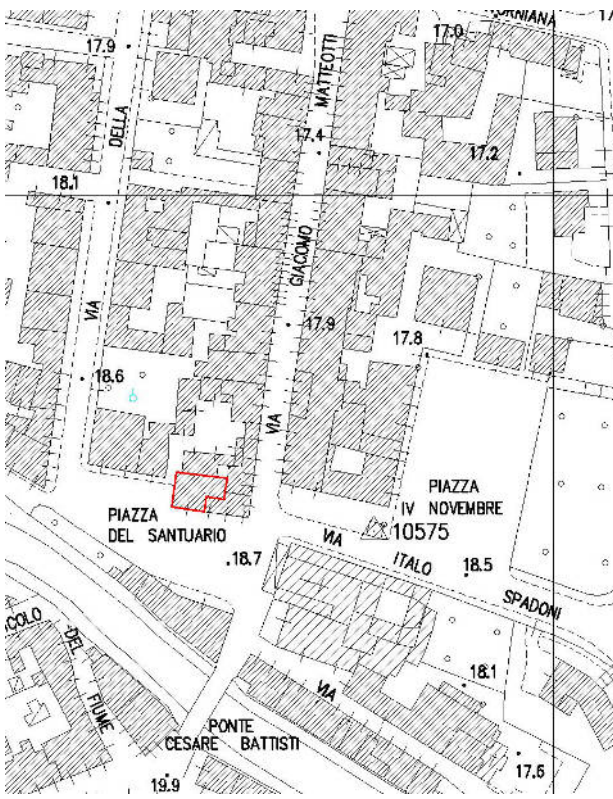 17.9
DELLA
MATTEOTTI
17.0
17.4
17.2
18.1
GIACOMO
VIA
17.9
17.8
18.6
VIA
PIAZZA
IV NOVEMBRE
10575
PIAZZA
DEL SANTUARIO
VIA
ITALO
SPADONI
18.7
18.5
DEL FIUME
VIA
18.1
PONTE
CESARE BATTISTI
19.9
17.6